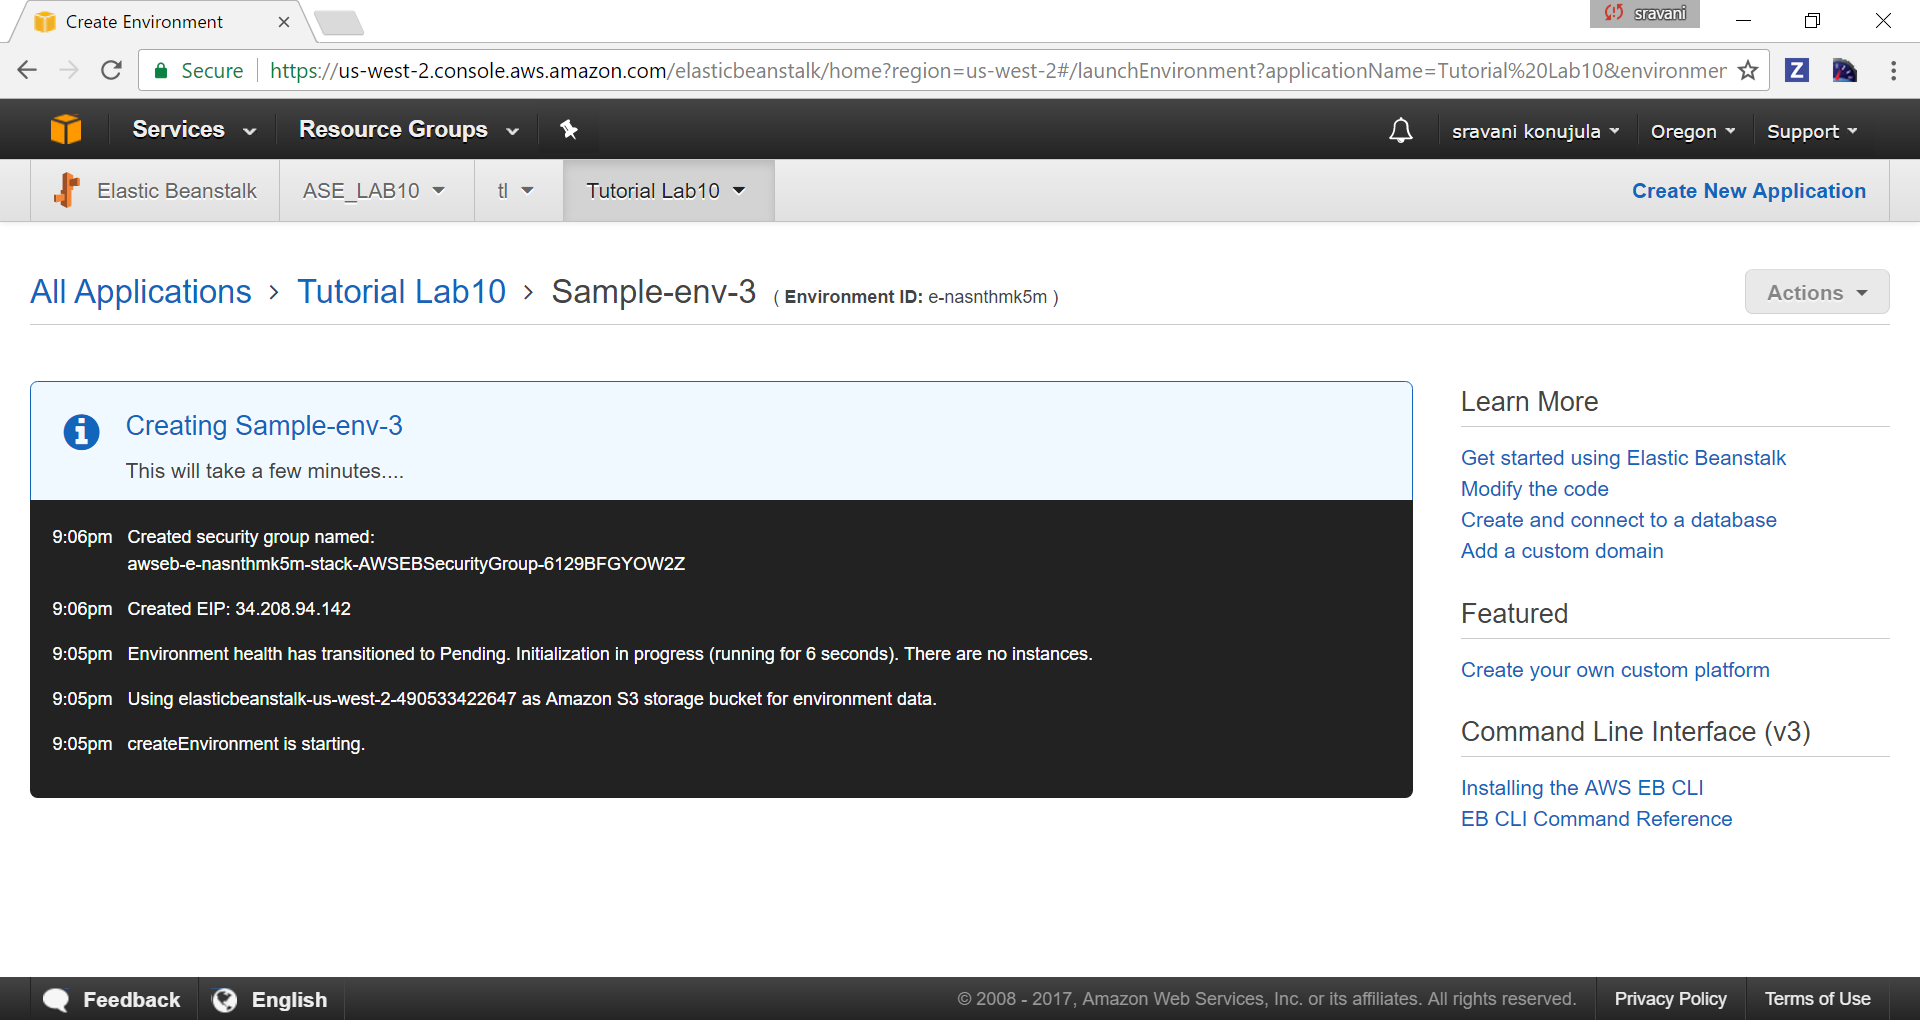 Create Environment
sravani
Secure https://us-west-2.console.aws.amazon.com/elasticbeanstalk/home?region=us-west-2#/launchEnvironment?applicationName=Tutorial%20Lab10&environmer
Z
Services Resource Groups sravani konujula Oregon Support
Elastic Beanstalk ASE_LAB10 tl Tutorial Lab10 Create New Application
All Applications > Tutorial Lab10 > Sample-env-3 ( Environment ID: e-nasnthmk5m ) Actions
Creating Sample-env-3
This will take a few minutes....
9:06pm Created security group named:
awseb-e-nasnthmk5m-stack-AWSEBSecurityGroup-6129BFGYOW2Z
9:06pm Created EIP: 34.208.94.142
9:05pm Environment health has transitioned to Pending. Initialization in progress (running for 6 seconds). There are no instances.
9:05pm Using elasticbeanstalk-us-west-2-490533422647 as Amazon S3 storage bucket for environment data.
9:05pm createEnvironment is starting.
Learn More
Get started using Elastic Beanstalk
Modify the code
Create and connect to a database
Add a custom domain
Featured
Create your own custom platform
Command Line Interface (v3)
Installing the AWS EB CLI
EB CLI Command Reference
Feedback English © 2008 - 2017, Amazon Web Services, Inc. or its affiliates. All rights reserved. Privacy Policy Terms of Use